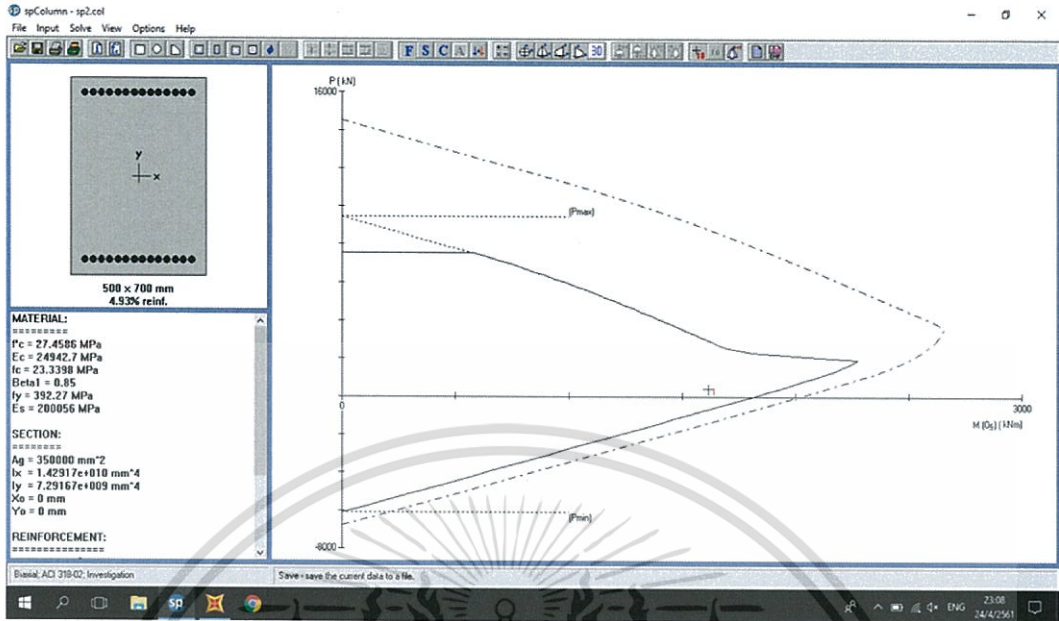 spColumn - sp2.col
File Input Solve View Options Help
F S C A 30
y
x
500 x 700 mm
4.93% reinf.
MATERIAL:
=========
f'c = 27.4586 MPa
Ec = 24942.7 MPa
fc = 23.3398 MPa
Beta1 = 0.85
fy = 392.27 MPa
Es = 200056 MPa
SECTION:
========
Ag = 350000 mm^2
Ix = 1.42917e+010 mm^4
Iy = 7.29167e+009 mm^4
Xo = 0 mm
Yo = 0 mm
REINFORCEMENT:
==============
P (kN)
16000
(Pmax)
0
1
3000
M (0°) (kNm)
(Pmin)
-8000
Biaxial; ACI 318-02; Investigation
Save - save the current data to a file.
sp
ENG
23:08
24/4/2561